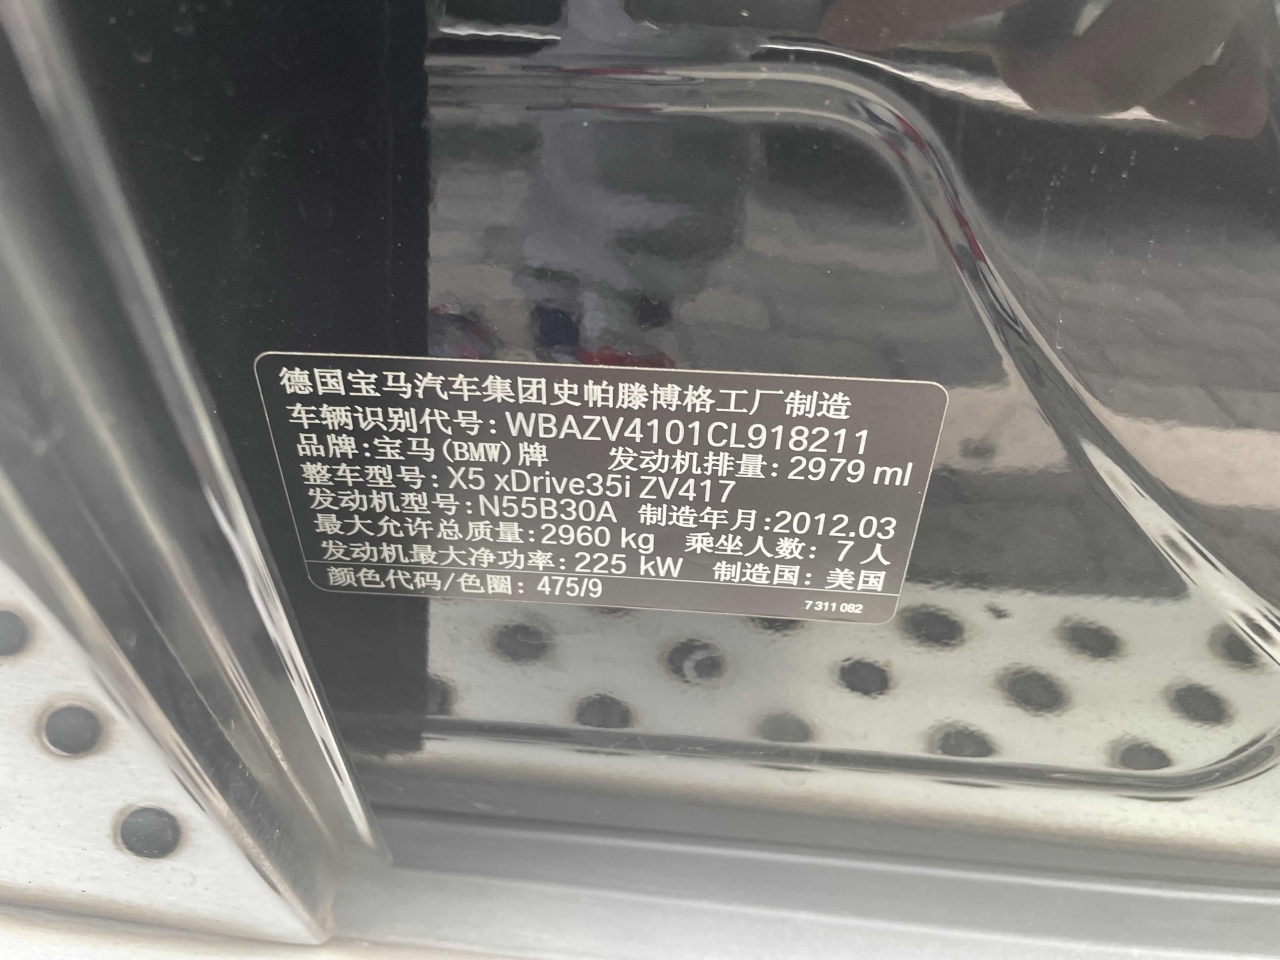 德国宝马汽车集团史帕滕博格工厂制造
车辆识别代号: WBAZV4101CL918211
品牌:宝马(BMW)牌 发动机排量: 2979 ml
整车型号: X5 xDrive35i ZV417
发动机型号: N55B30A 制造年月:2012.03
最大允许总质量: 2960 kg 乘坐人数: 7 人
发动机最大净功率: 225 kW 制造国: 美国
颜色代码/色圈: 475/9
7 311 082